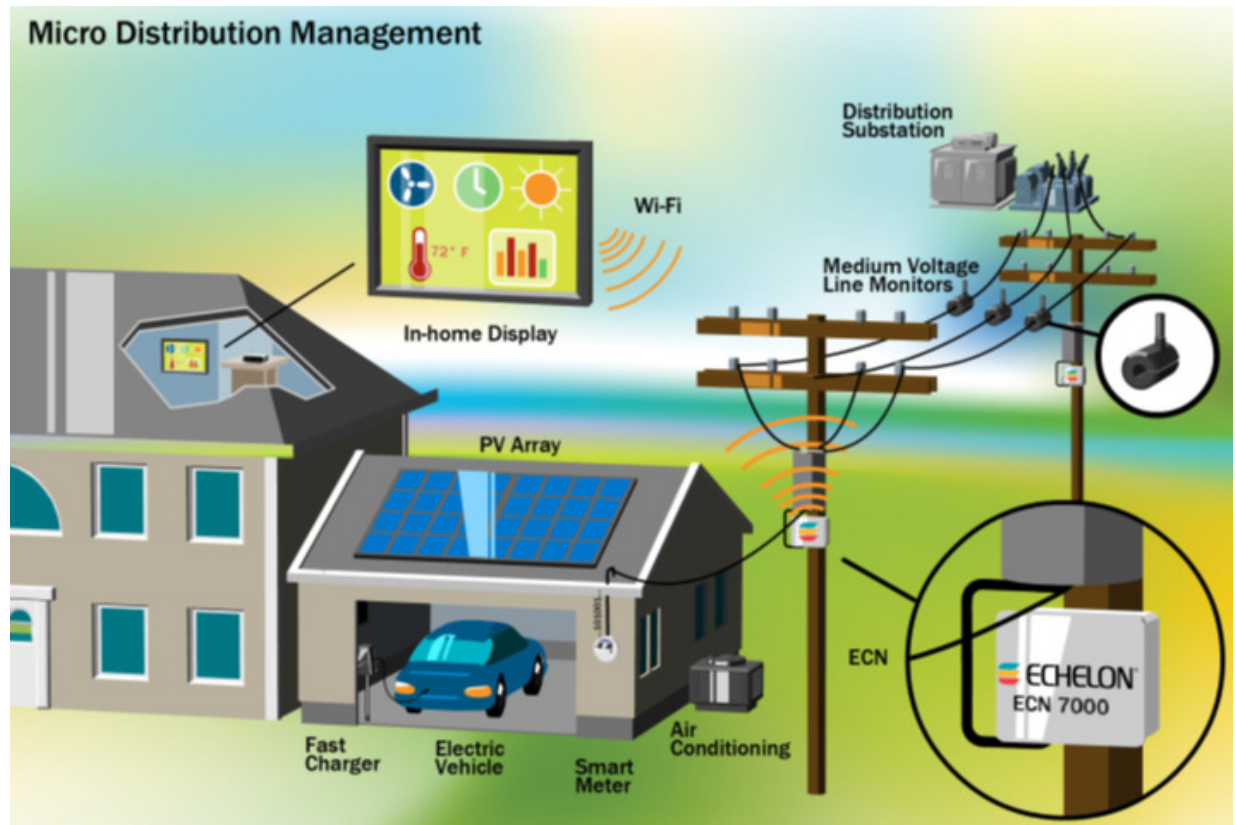 Micro Distribution Management
Distribution
Substation
Wi-Fi
72° F
Medium Voltage
Line Monitors
In-home Display
PV Array
101001
ECN
ECHELON®
ECN 7000
Fast
Charger
Electric
Vehicle
Smart
Meter
Air
Conditioning